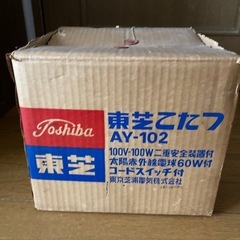 Toshiba
東芝
東芝こたつ
AY-102
100V-100W二重安全装置付
太陽赤外線電球60W付
コードスイッチ付
東京芝浦電気株式会社